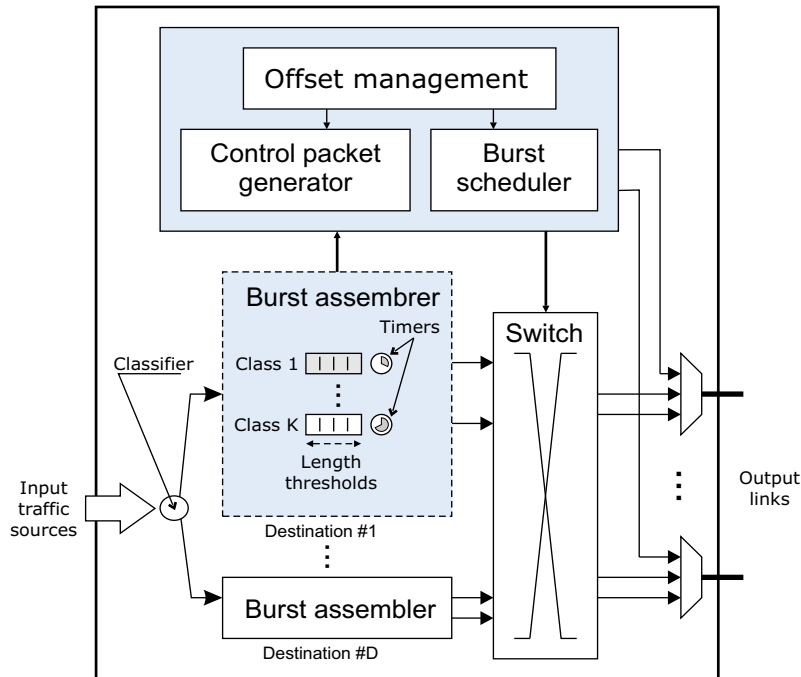 Offset management
Control packet
generator
Burst
scheduler
Burst assembrer
Timers
Switch
Classifier
Class 1
Class K
Length
thresholds
Input
traffic
sources
Output
links
Destination #1
Burst assembler
Destination #D